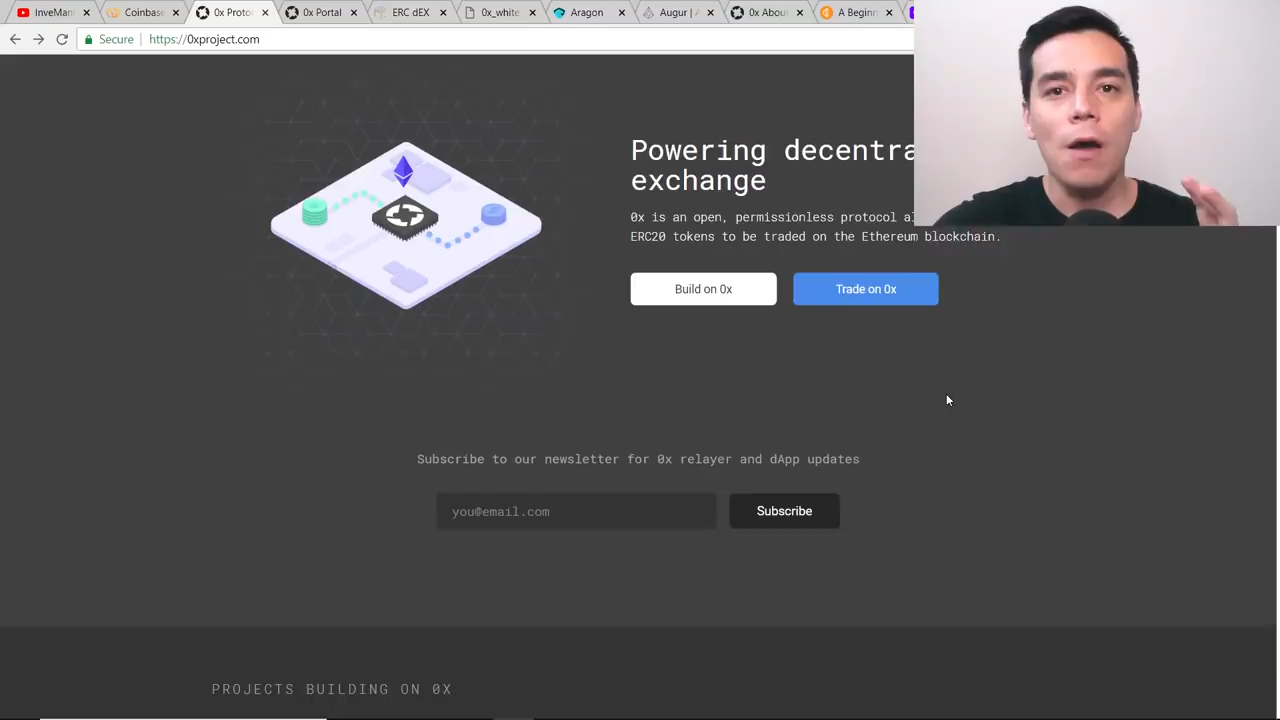 InveMan
Coinbase
0x Proto
0x Portal
ERC dEX
0x_white
Aragon
Augur | A
0x Abou
A Beginn
Secure
https://0xproject.com
Powering decentra
exchange
0x is an open, permissionless protocol al
ERC20 tokens to be traded on the Ethereum blockchain.
Build on 0x
Trade on 0x
Subscribe to our newsletter for 0x relayer and dApp updates
you@email.com
Subscribe
PROJECTS BUILDING ON 0X